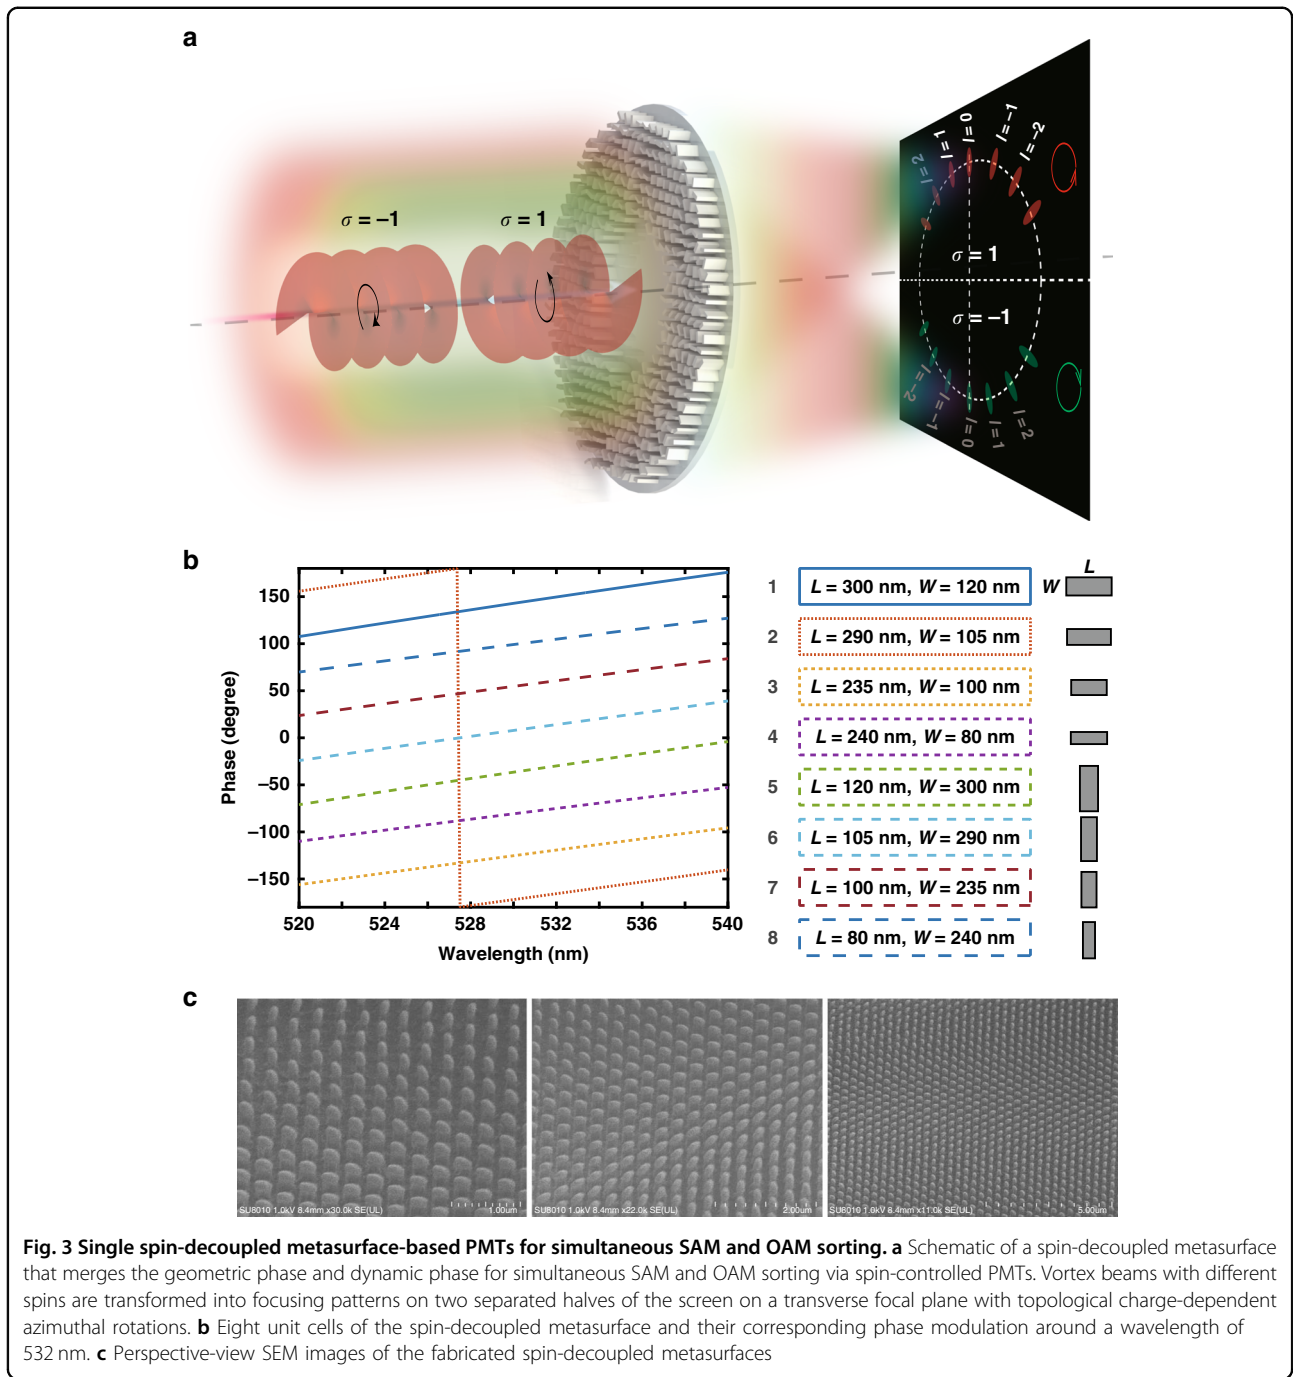 a
σ = –1
σ = 1
l = 2
l = 1
l = 0
l = –1
l = –2
σ = 1
σ = –1
l = –2
l = –1
l = 0
l = 1
l = 2
b
150
100
50
0
–50
–100
–150
Phase (degree)
520 524 528 532 536 540
Wavelength (nm)
L
1 L = 300 nm, W = 120 nm W
2 L = 290 nm, W = 105 nm
3 L = 235 nm, W = 100 nm
4 L = 240 nm, W = 80 nm
5 L = 120 nm, W = 300 nm
6 L = 105 nm, W = 290 nm
7 L = 100 nm, W = 235 nm
8 L = 80 nm, W = 240 nm
c
SU8010 1.0kV 8.4mm x30.0k SE(UL) 1.00um
SU8010 1.0kV 8.4mm x22.0k SE(UL) 2.00um
SU8010 1.0kV 8.4mm x11.0k SE(UL) 5.00um
Fig. 3 Single spin-decoupled metasurface-based PMTs for simultaneous SAM and OAM sorting. a Schematic of a spin-decoupled metasurface
that merges the geometric phase and dynamic phase for simultaneous SAM and OAM sorting via spin-controlled PMTs. Vortex beams with different
spins are transformed into focusing patterns on two separated halves of the screen on a transverse focal plane with topological charge-dependent
azimuthal rotations. b Eight unit cells of the spin-decoupled metasurface and their corresponding phase modulation around a wavelength of
532 nm. c Perspective-view SEM images of the fabricated spin-decoupled metasurfaces